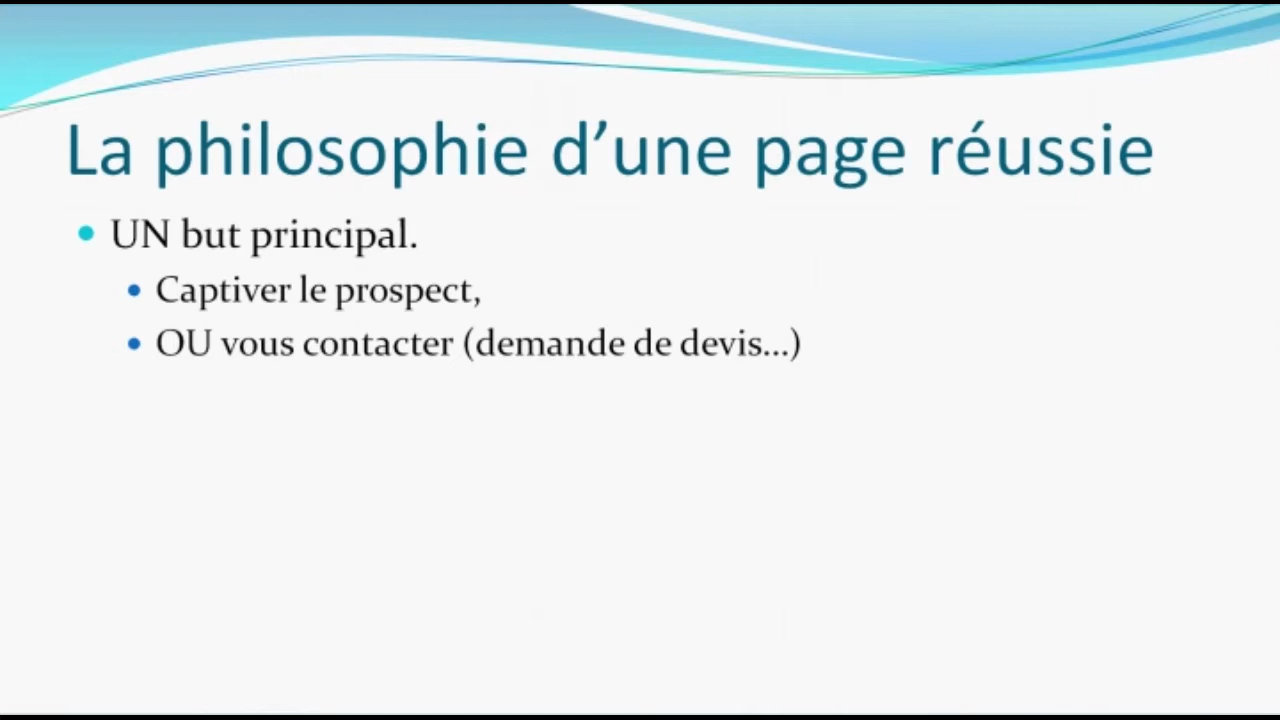 La philosophie d’une page réussie
UN but principal.
Captiver le prospect,
OU vous contacter (demande de devis…)